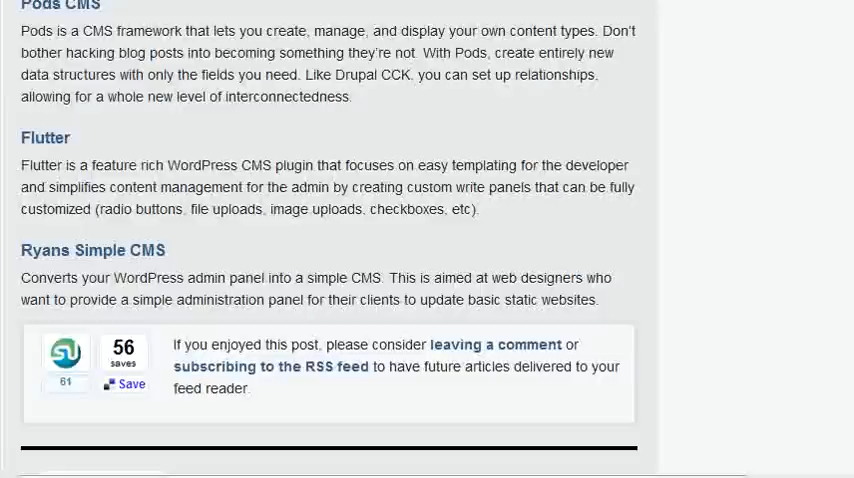 Pods CMS
Pods is a CMS framework that lets you create, manage, and display your own content types. Don't
bother hacking blog posts into becoming something they're not. With Pods, create entirely new
data structures with only the fields you need. Like Drupal CCK, you can set up relationships,
allowing for a whole new level of interconnectedness.
Flutter
Flutter is a feature rich WordPress CMS plugin that focuses on easy templating for the developer
and simplifies content management for the admin by creating custom write panels that can be fully
customized (radio buttons, file uploads, image uploads, checkboxes, etc).
Ryans Simple CMS
Converts your WordPress admin panel into a simple CMS. This is aimed at web designers who
want to provide a simple administration panel for their clients to update basic static websites.
61
56
saves
Save
If you enjoyed this post, please consider leaving a comment or
subscribing to the RSS feed to have future articles delivered to your
feed reader.